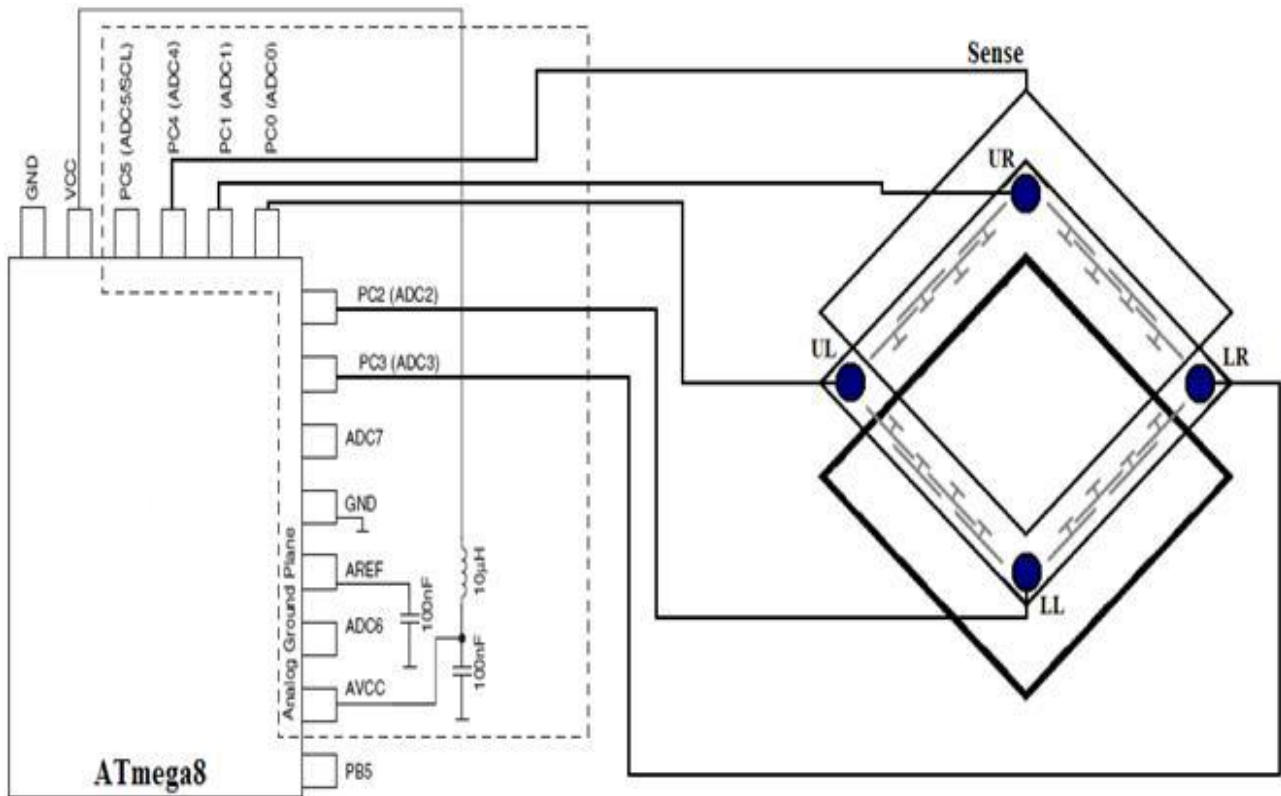 Sense
GND
VCC
PC5 (ADC5/SCL)
PC4 (ADC4)
PC1 (ADC1)
PC0 (ADC0)
UR
PC2 (ADC2)
UL
LR
PC3 (ADC3)
ADC7
GND
Analog Ground Plane
AREF
100nF
10µH
LL
ADC6
100nF
AVCC
ATmega8
PB5